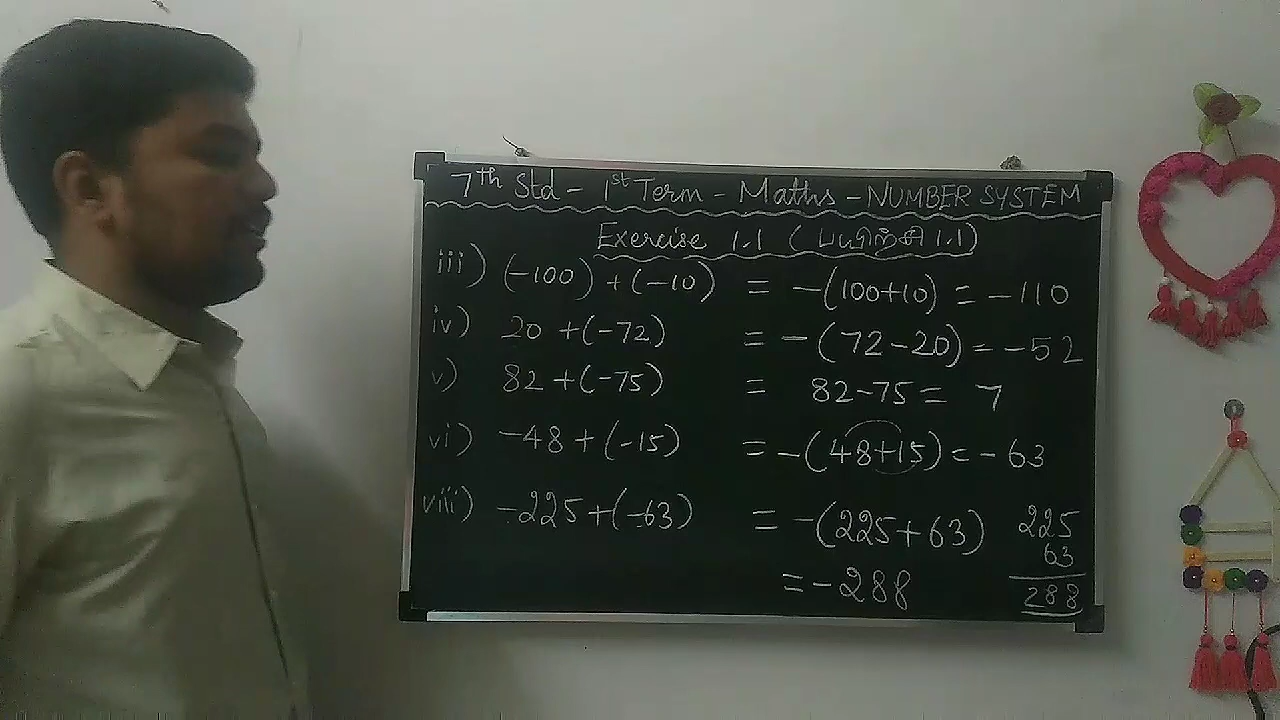 7th Std - 1st Term - Maths - NUMBER SYSTEM
Exercise 1.1 (பயிற்சி 1.1)
iii) (-100) + (-10) = -(100+10) = -110
iv) 20 + (-72) = -(72-20) = -52
v) 82 + (-75) = 82-75 = 7
vi) -48 + (-15) = -(48+15) = -63
viii) -225 + (-63) = -(225+63) 225
63
= -288 288